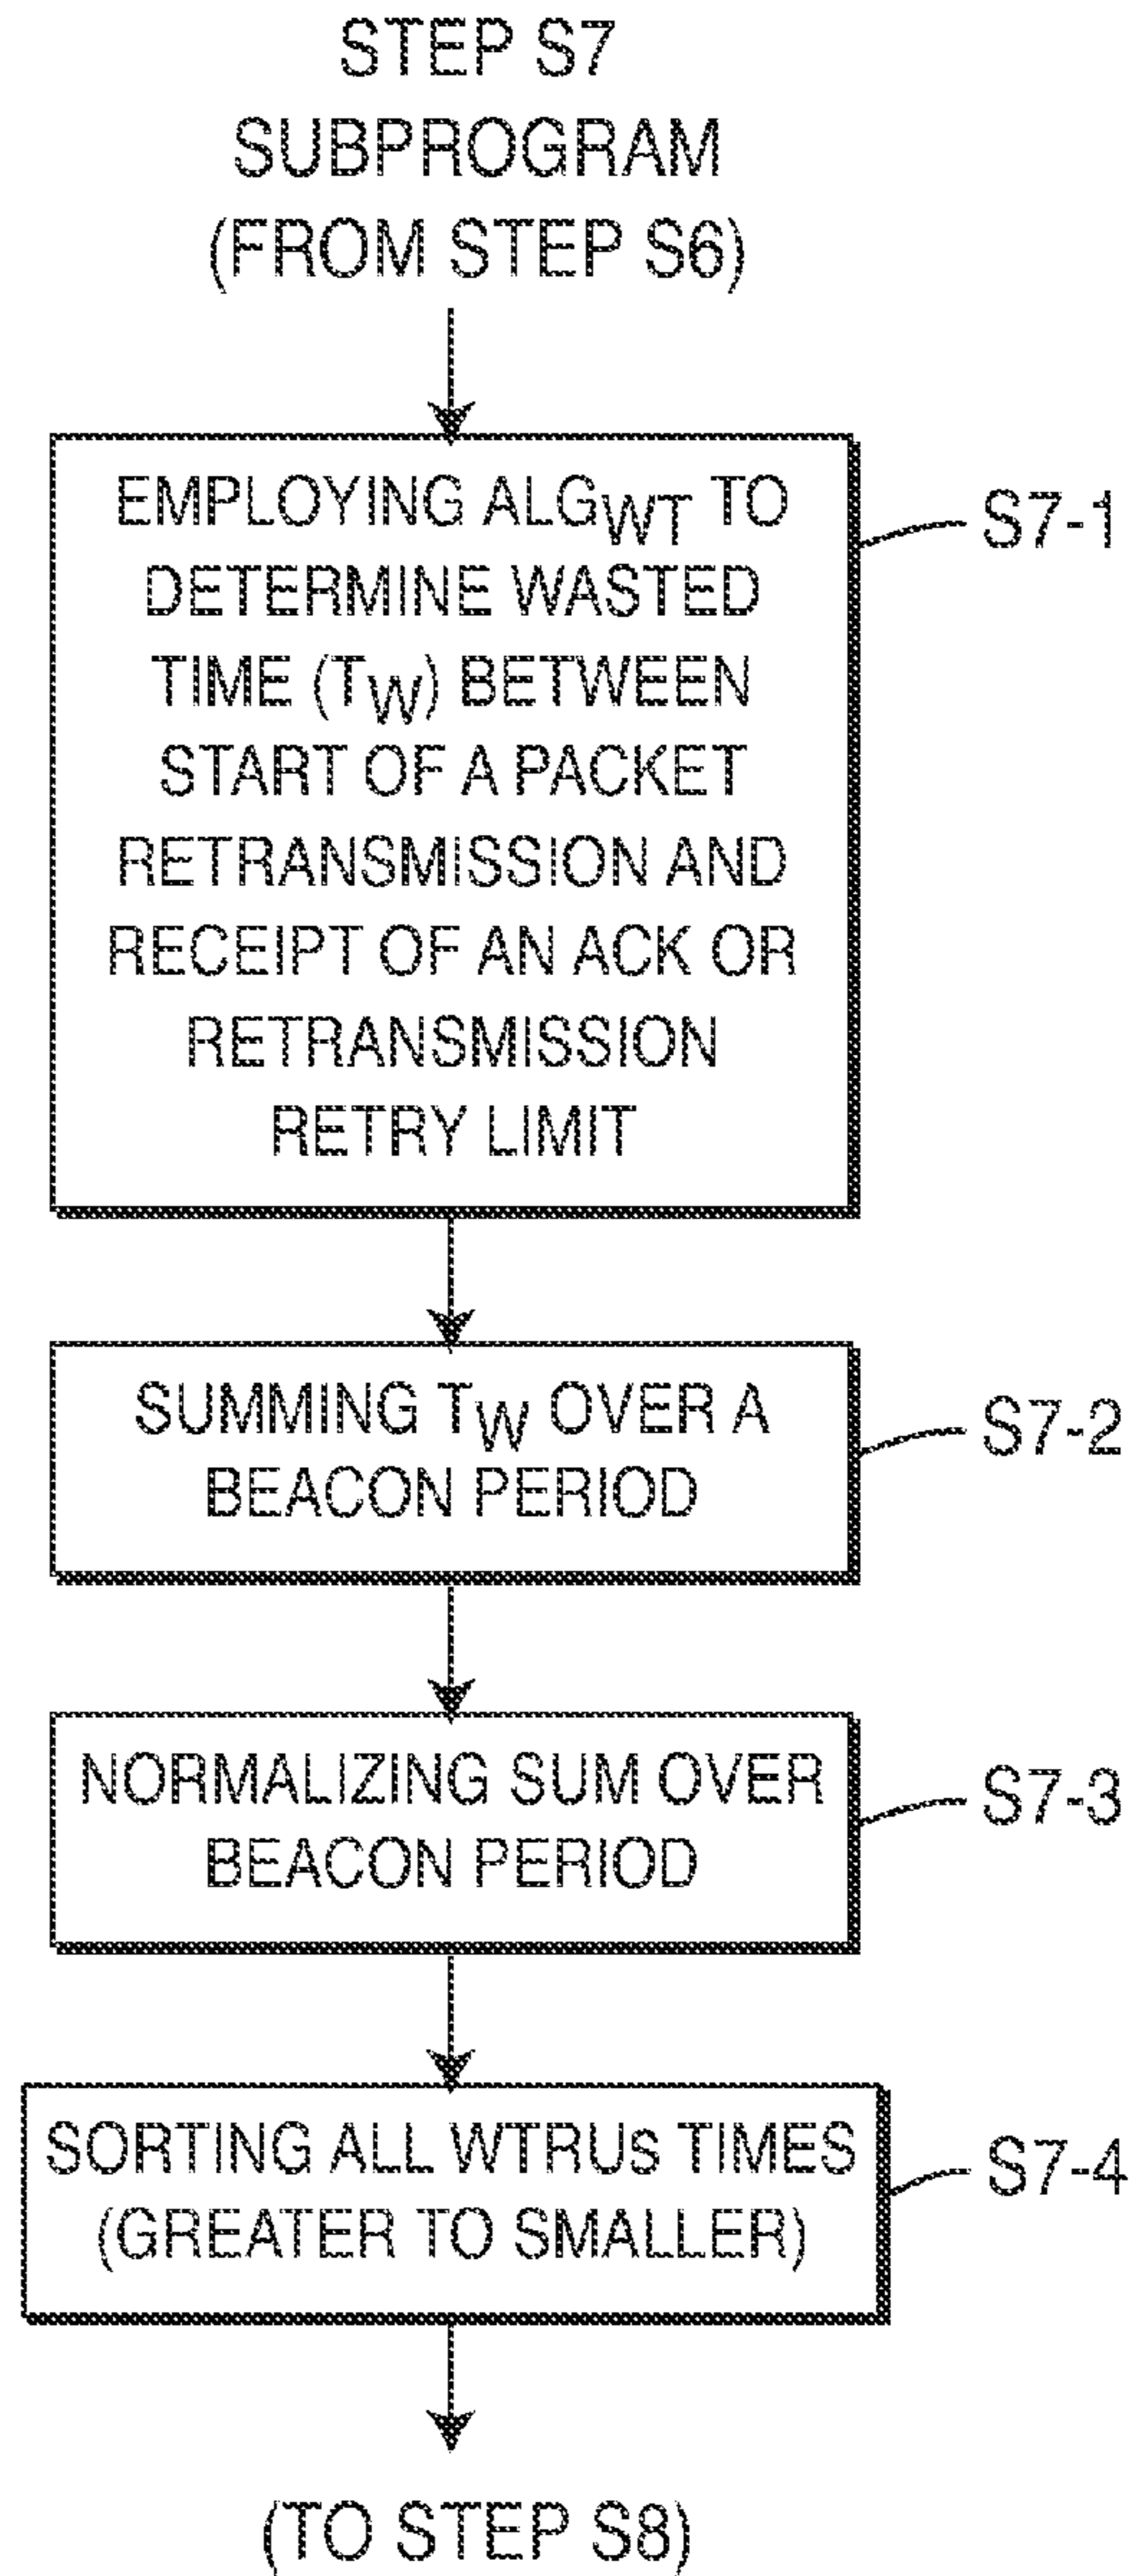 STEP S7
SUBPROGRAM
(FROM STEP S6)
EMPLOYING ALGWT TO
DETERMINE WASTED
TIME (TW) BETWEEN
START OF A PACKET
RETRANSMISSION AND
RECEIPT OF AN ACK OR
RETRANSMISSION
RETRY LIMIT
S7-1
SUMMING TW OVER A
BEACON PERIOD
S7-2
NORMALIZING SUM OVER
BEACON PERIOD
S7-3
SORTING ALL WTRUs TIMES
(GREATER TO SMALLER)
S7-4
(TO STEP S8)